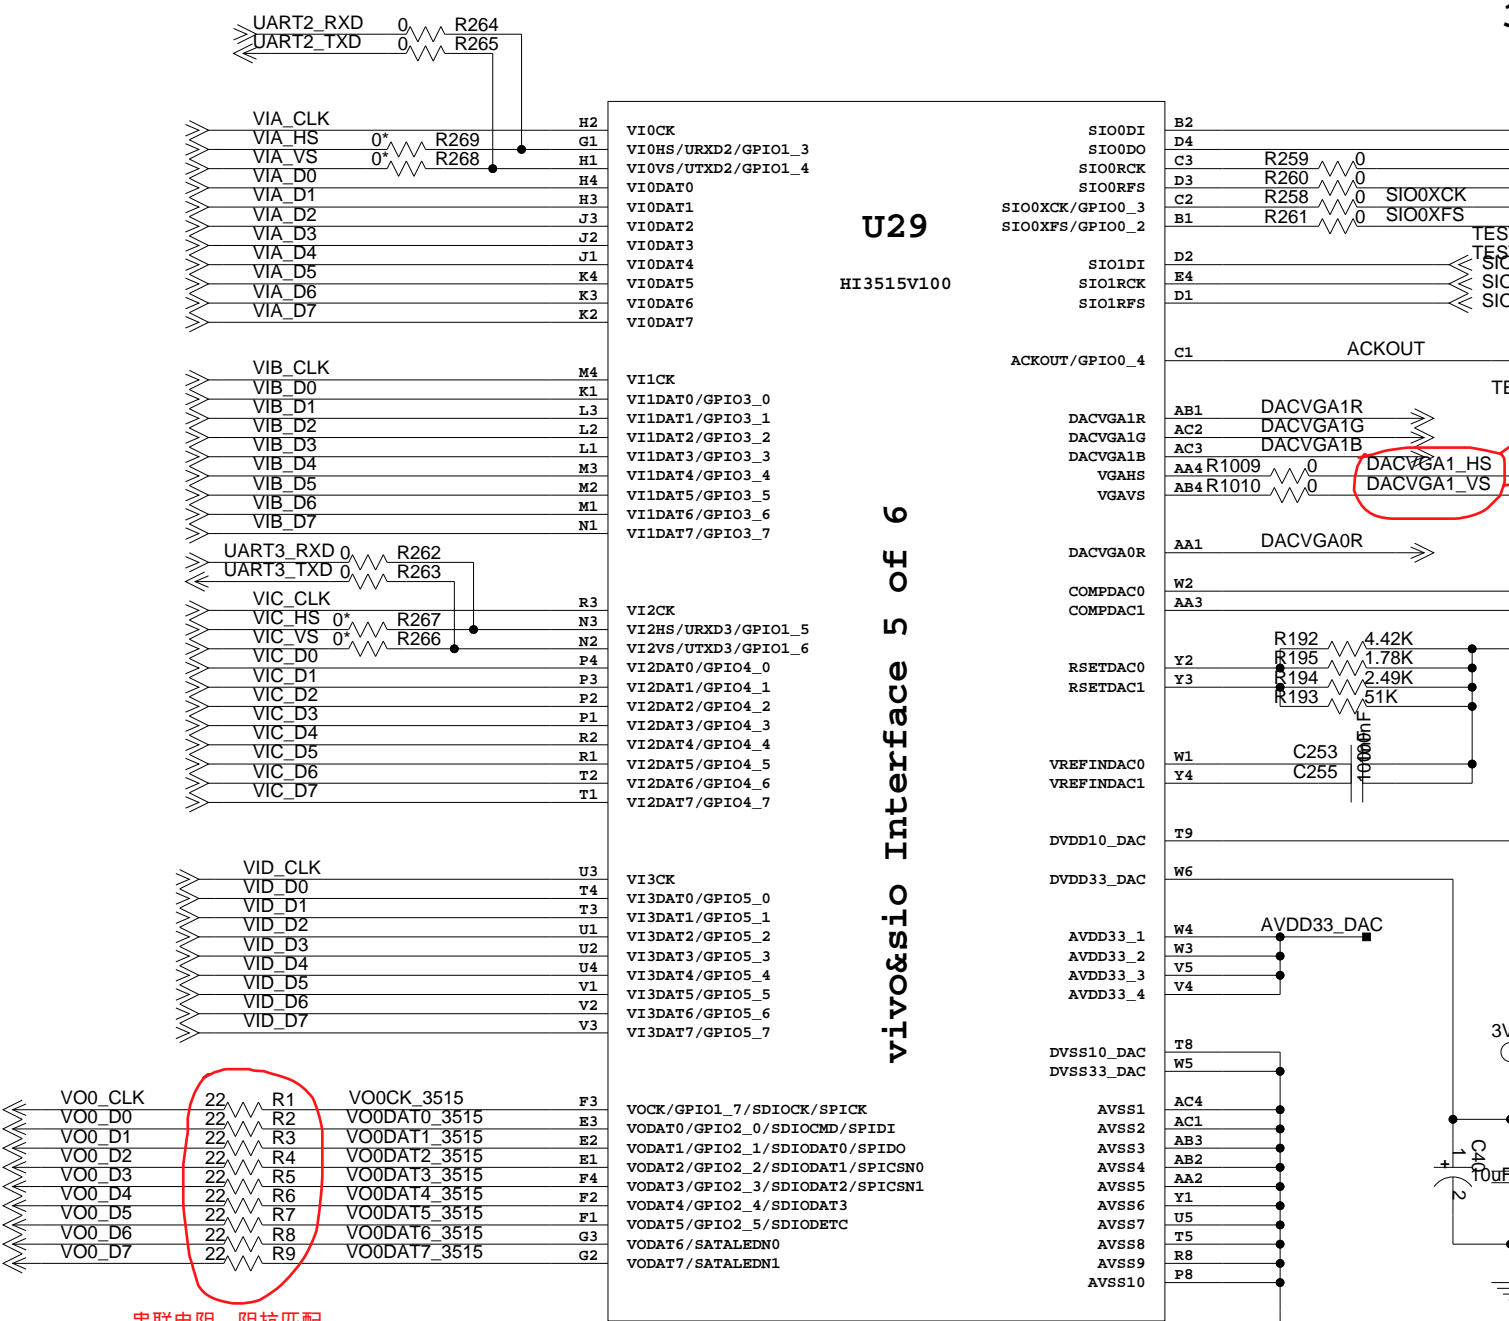 UART2_RXD 0 R264
UART2_TXD 0 R265
VIA_CLK H2 VI0CK
VIA_HS 0* R269 G1 VI0HS/URXD2/GPIO1_3
VIA_VS 0* R268 H1 VI0VS/UTXD2/GPIO1_4
VIA_D0 H4 VI0DAT0
VIA_D1 H3 VI0DAT1
VIA_D2 J3 VI0DAT2
VIA_D3 J2 VI0DAT3
VIA_D4 J1 VI0DAT4
VIA_D5 K4 VI0DAT5
VIA_D6 K3 VI0DAT6
VIA_D7 K2 VI0DAT7
VIB_CLK M4 VI1CK
VIB_D0 K1 VI1DAT0/GPIO3_0
VIB_D1 L3 VI1DAT1/GPIO3_1
VIB_D2 L2 VI1DAT2/GPIO3_2
VIB_D3 L1 VI1DAT3/GPIO3_3
VIB_D4 M3 VI1DAT4/GPIO3_4
VIB_D5 M2 VI1DAT5/GPIO3_5
VIB_D6 M1 VI1DAT6/GPIO3_6
VIB_D7 N1 VI1DAT7/GPIO3_7
UART3_RXD 0 R262
UART3_TXD 0 R263
VIC_CLK R3 VI2CK
VIC_HS 0* R267 N3 VI2HS/URXD3/GPIO1_5
VIC_VS 0* R266 N2 VI2VS/UTXD3/GPIO1_6
VIC_D0 P4 VI2DAT0/GPIO4_0
VIC_D1 P3 VI2DAT1/GPIO4_1
VIC_D2 P2 VI2DAT2/GPIO4_2
VIC_D3 P1 VI2DAT3/GPIO4_3
VIC_D4 R2 VI2DAT4/GPIO4_4
VIC_D5 R1 VI2DAT5/GPIO4_5
VIC_D6 T2 VI2DAT6/GPIO4_6
VIC_D7 T1 VI2DAT7/GPIO4_7
VID_CLK U3 VI3CK
VID_D0 T4 VI3DAT0/GPIO5_0
VID_D1 T3 VI3DAT1/GPIO5_1
VID_D2 U1 VI3DAT2/GPIO5_2
VID_D3 U2 VI3DAT3/GPIO5_3
VID_D4 U4 VI3DAT4/GPIO5_4
VID_D5 V1 VI3DAT5/GPIO5_5
VID_D6 V2 VI3DAT6/GPIO5_6
VID_D7 V3 VI3DAT7/GPIO5_7
VO0_CLK 22 R1 VO0CK_3515 F3 VOCK/GPIO1_7/SDIOCK/SPICK
VO0_D0 22 R2 VO0DAT0_3515 E3 VODAT0/GPIO2_0/SDIOCMD/SPIDI
VO0_D1 22 R3 VO0DAT1_3515 E2 VODAT1/GPIO2_1/SDIODAT0/SPIDO
VO0_D2 22 R4 VO0DAT2_3515 E1 VODAT2/GPIO2_2/SDIODAT1/SPICSN0
VO0_D3 22 R5 VO0DAT3_3515 F4 VODAT3/GPIO2_3/SDIODAT2/SPICSN1
VO0_D4 22 R6 VO0DAT4_3515 F2 VODAT4/GPIO2_4/SDIODAT3
VO0_D5 22 R7 VO0DAT5_3515 F1 VODAT5/GPIO2_5/SDIODETC
VO0_D6 22 R8 VO0DAT6_3515 G3 VODAT6/SATALEDN0
VO0_D7 22 R9 VO0DAT7_3515 G2 VODAT7/SATALEDN1
串联电阻 阻抗匹配
U29
HI3515V100
vivo&sio Interface 5 of 6
SIO0DI B2
SIO0DO D4
SIO0RCK C3 R259 0
SIO0RFS D3 R260 0
SIO0XCK/GPIO0_3 C2 R258 0 SIO0XCK
SIO0XFS/GPIO0_2 B1 R261 0 SIO0XFS
TES
TES
SIO1DI D2 SIO
SIO1RCK E4 SIO
SIO1RFS D1 SIO
ACKOUT/GPIO0_4 C1 ACKOUT
TE
DACVGA1R AB1 DACVGA1R
DACVGA1G AC2 DACVGA1G
DACVGA1B AC3 DACVGA1B
VGAHS AA4 R1009 0 DACVGA1_HS
VGAVS AB4 R1010 0 DACVGA1_VS
DACVGA0R AA1 DACVGA0R
COMPDAC0 W2
COMPDAC1 AA3
R192 4.42K
RSETDAC0 Y2 R195 1.78K
RSETDAC1 Y3 R194 2.49K
R193 51K
VREFINDAC0 W1 C253
VREFINDAC1 Y4 C255
DVDD10_DAC T9
DVDD33_DAC W6
AVDD33_1 W4 AVDD33_DAC
AVDD33_2 W3
AVDD33_3 V5
AVDD33_4 V4
3V
DVSS10_DAC T8
DVSS33_DAC W5
AVSS1 AC4
AVSS2 AC1
AVSS3 AB3
AVSS4 AB2
AVSS5 AA2
AVSS6 Y1
AVSS7 U5
AVSS8 T5
AVSS9 R8
AVSS10 P8
1 + 2
10uF